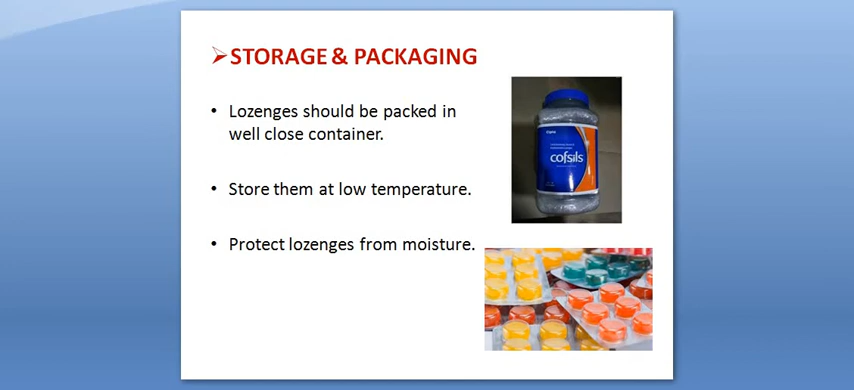 ➢STORAGE & PACKAGING
• Lozenges should be packed in
well close container.
• Store them at low temperature.
• Protect lozenges from moisture.
Cipla
cofsils